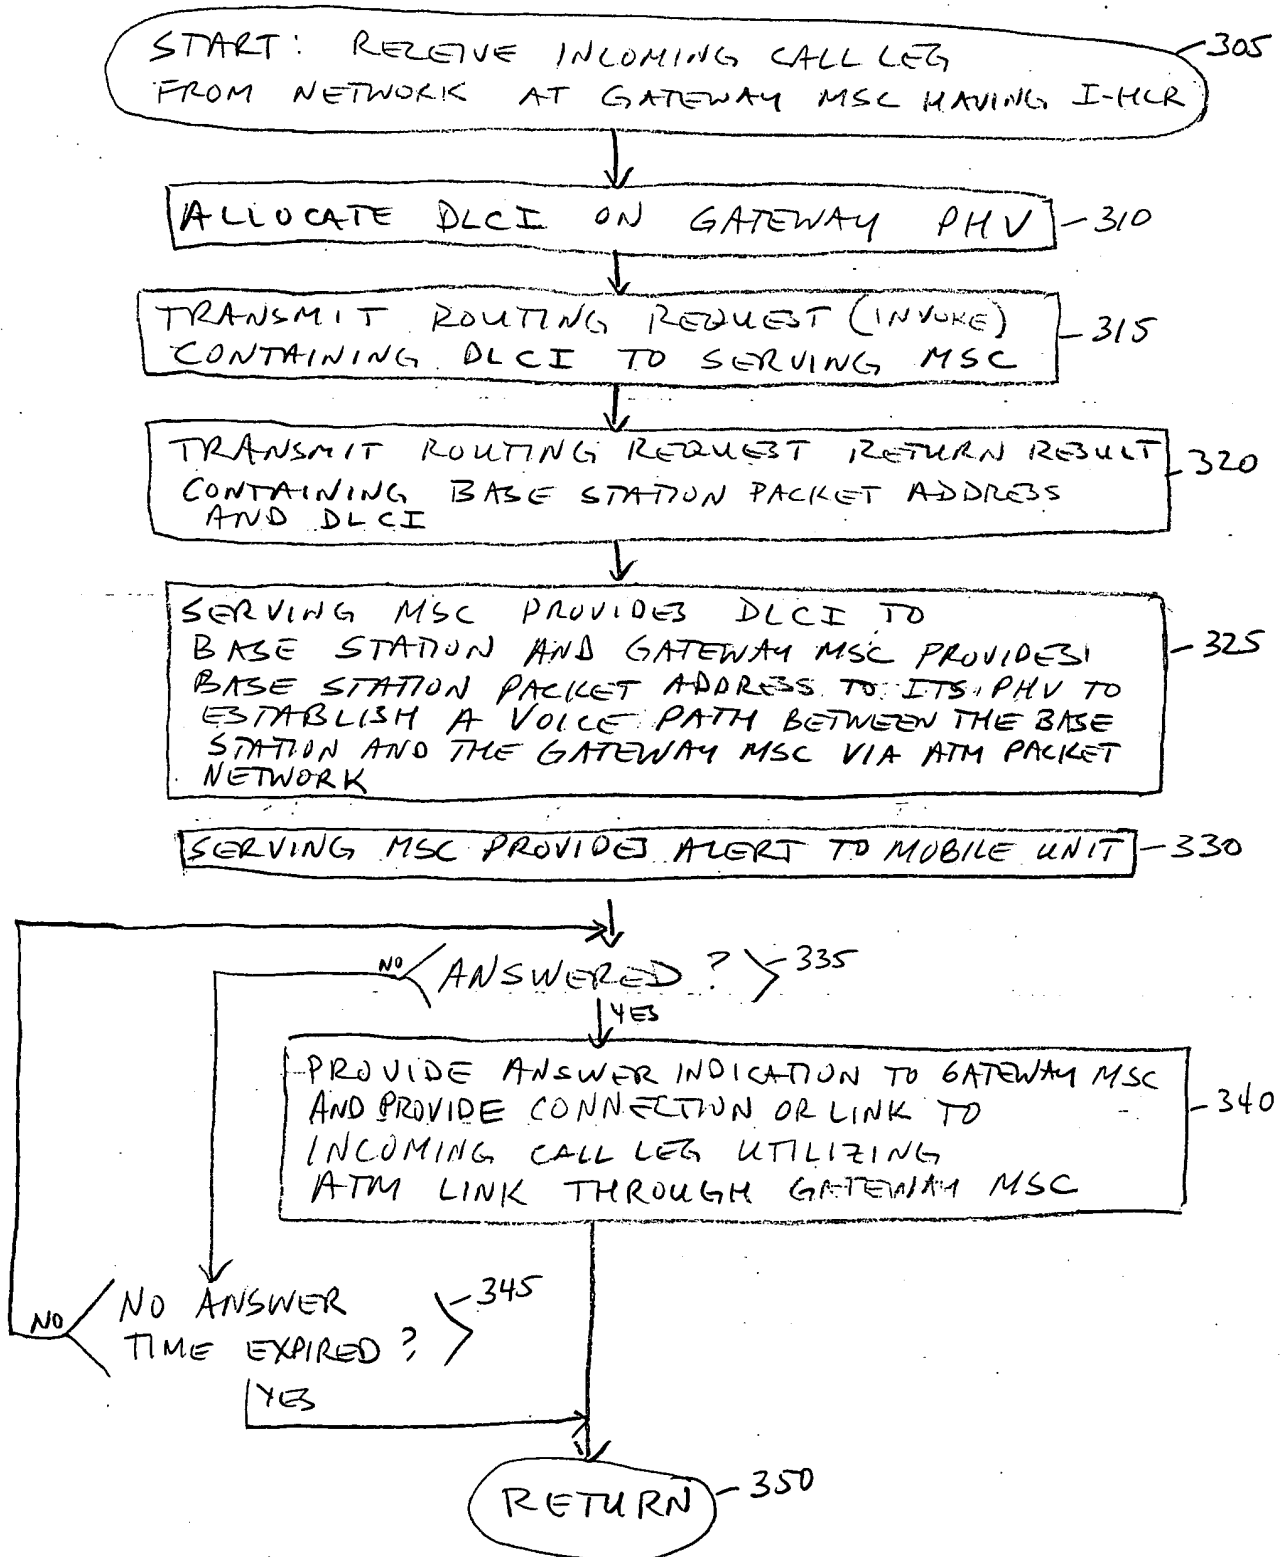 START: RECEIVE INCOMING CALL LEG
FROM NETWORK AT GATEWAY MSC HAVING I-HLR
305
ALLOCATE DLCI ON GATEWAY PHV
310
TRANSMIT ROUTING REQUEST (INVOKE)
CONTAINING DLCI TO SERVING MSC
315
TRANSMIT ROUTING REQUEST RETURN RESULT
CONTAINING BASE STATION PACKET ADDRESS
AND DLCI
320
SERVING MSC PROVIDES DLCI TO
BASE STATION AND GATEWAY MSC PROVIDES
BASE STATION PACKET ADDRESS TO ITS PHV TO
ESTABLISH A VOICE PATH BETWEEN THE BASE
STATION AND THE GATEWAY MSC VIA ATM PACKET
NETWORK
325
SERVING MSC PROVIDES ALERT TO MOBILE UNIT
330
NO
ANSWERED?
335
YES
PROVIDE ANSWER INDICATION TO GATEWAY MSC
AND PROVIDE CONNECTION OR LINK TO
INCOMING CALL LEG UTILIZING
ATM LINK THROUGH GATEWAY MSC
340
NO
NO ANSWER
TIME EXPIRED?
345
YES
RETURN
350